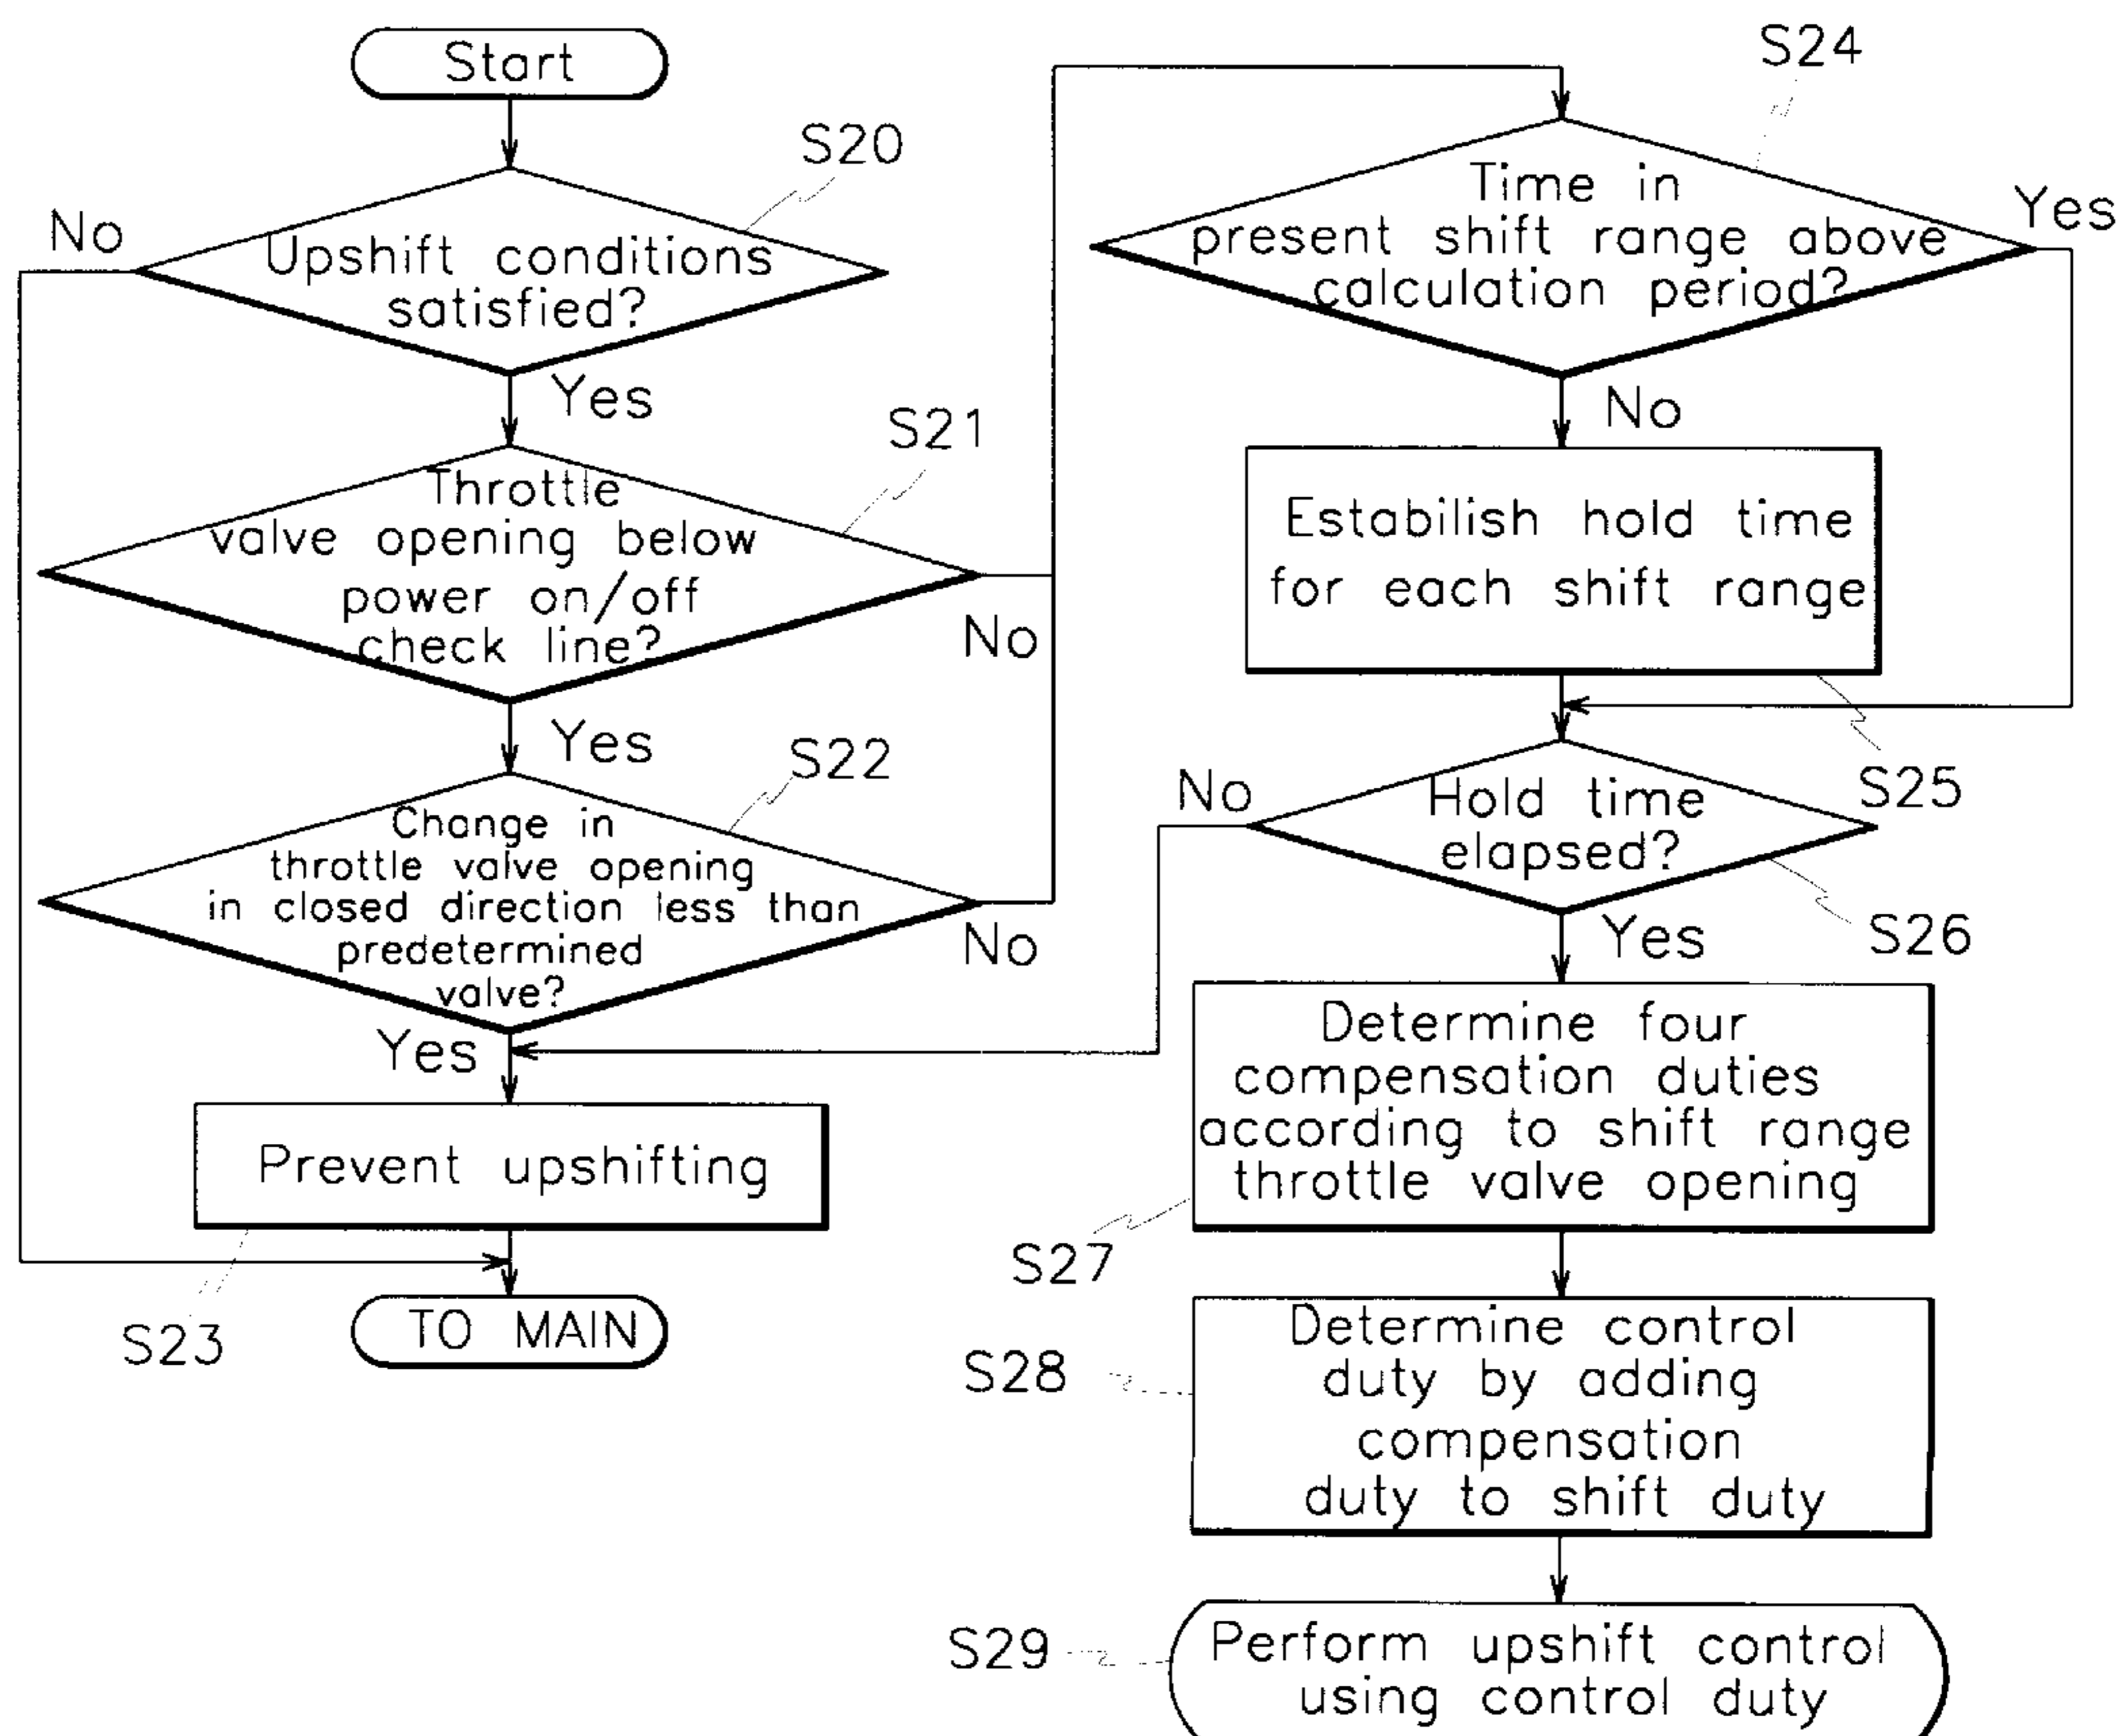 Start
S20
No
Upshift conditions
satisfied?
Yes
S21
Throttle
valve opening below
power on/off
check line?
No
Yes
S22
Change in
throttle valve opening
in closed direction less than
predetermined
valve?
No
Yes
Prevent upshifting
S23
TO MAIN
S24
Time in
present shift range above
calculation period?
Yes
No
Estabilish hold time
for each shift range
S25
No
Hold time
elapsed?
S26
Yes
Determine four
compensation duties
according to shift range
throttle valve opening
S27
Determine control
duty by adding
compensation
duty to shift duty
S28
S29
Perform upshift control
using control duty